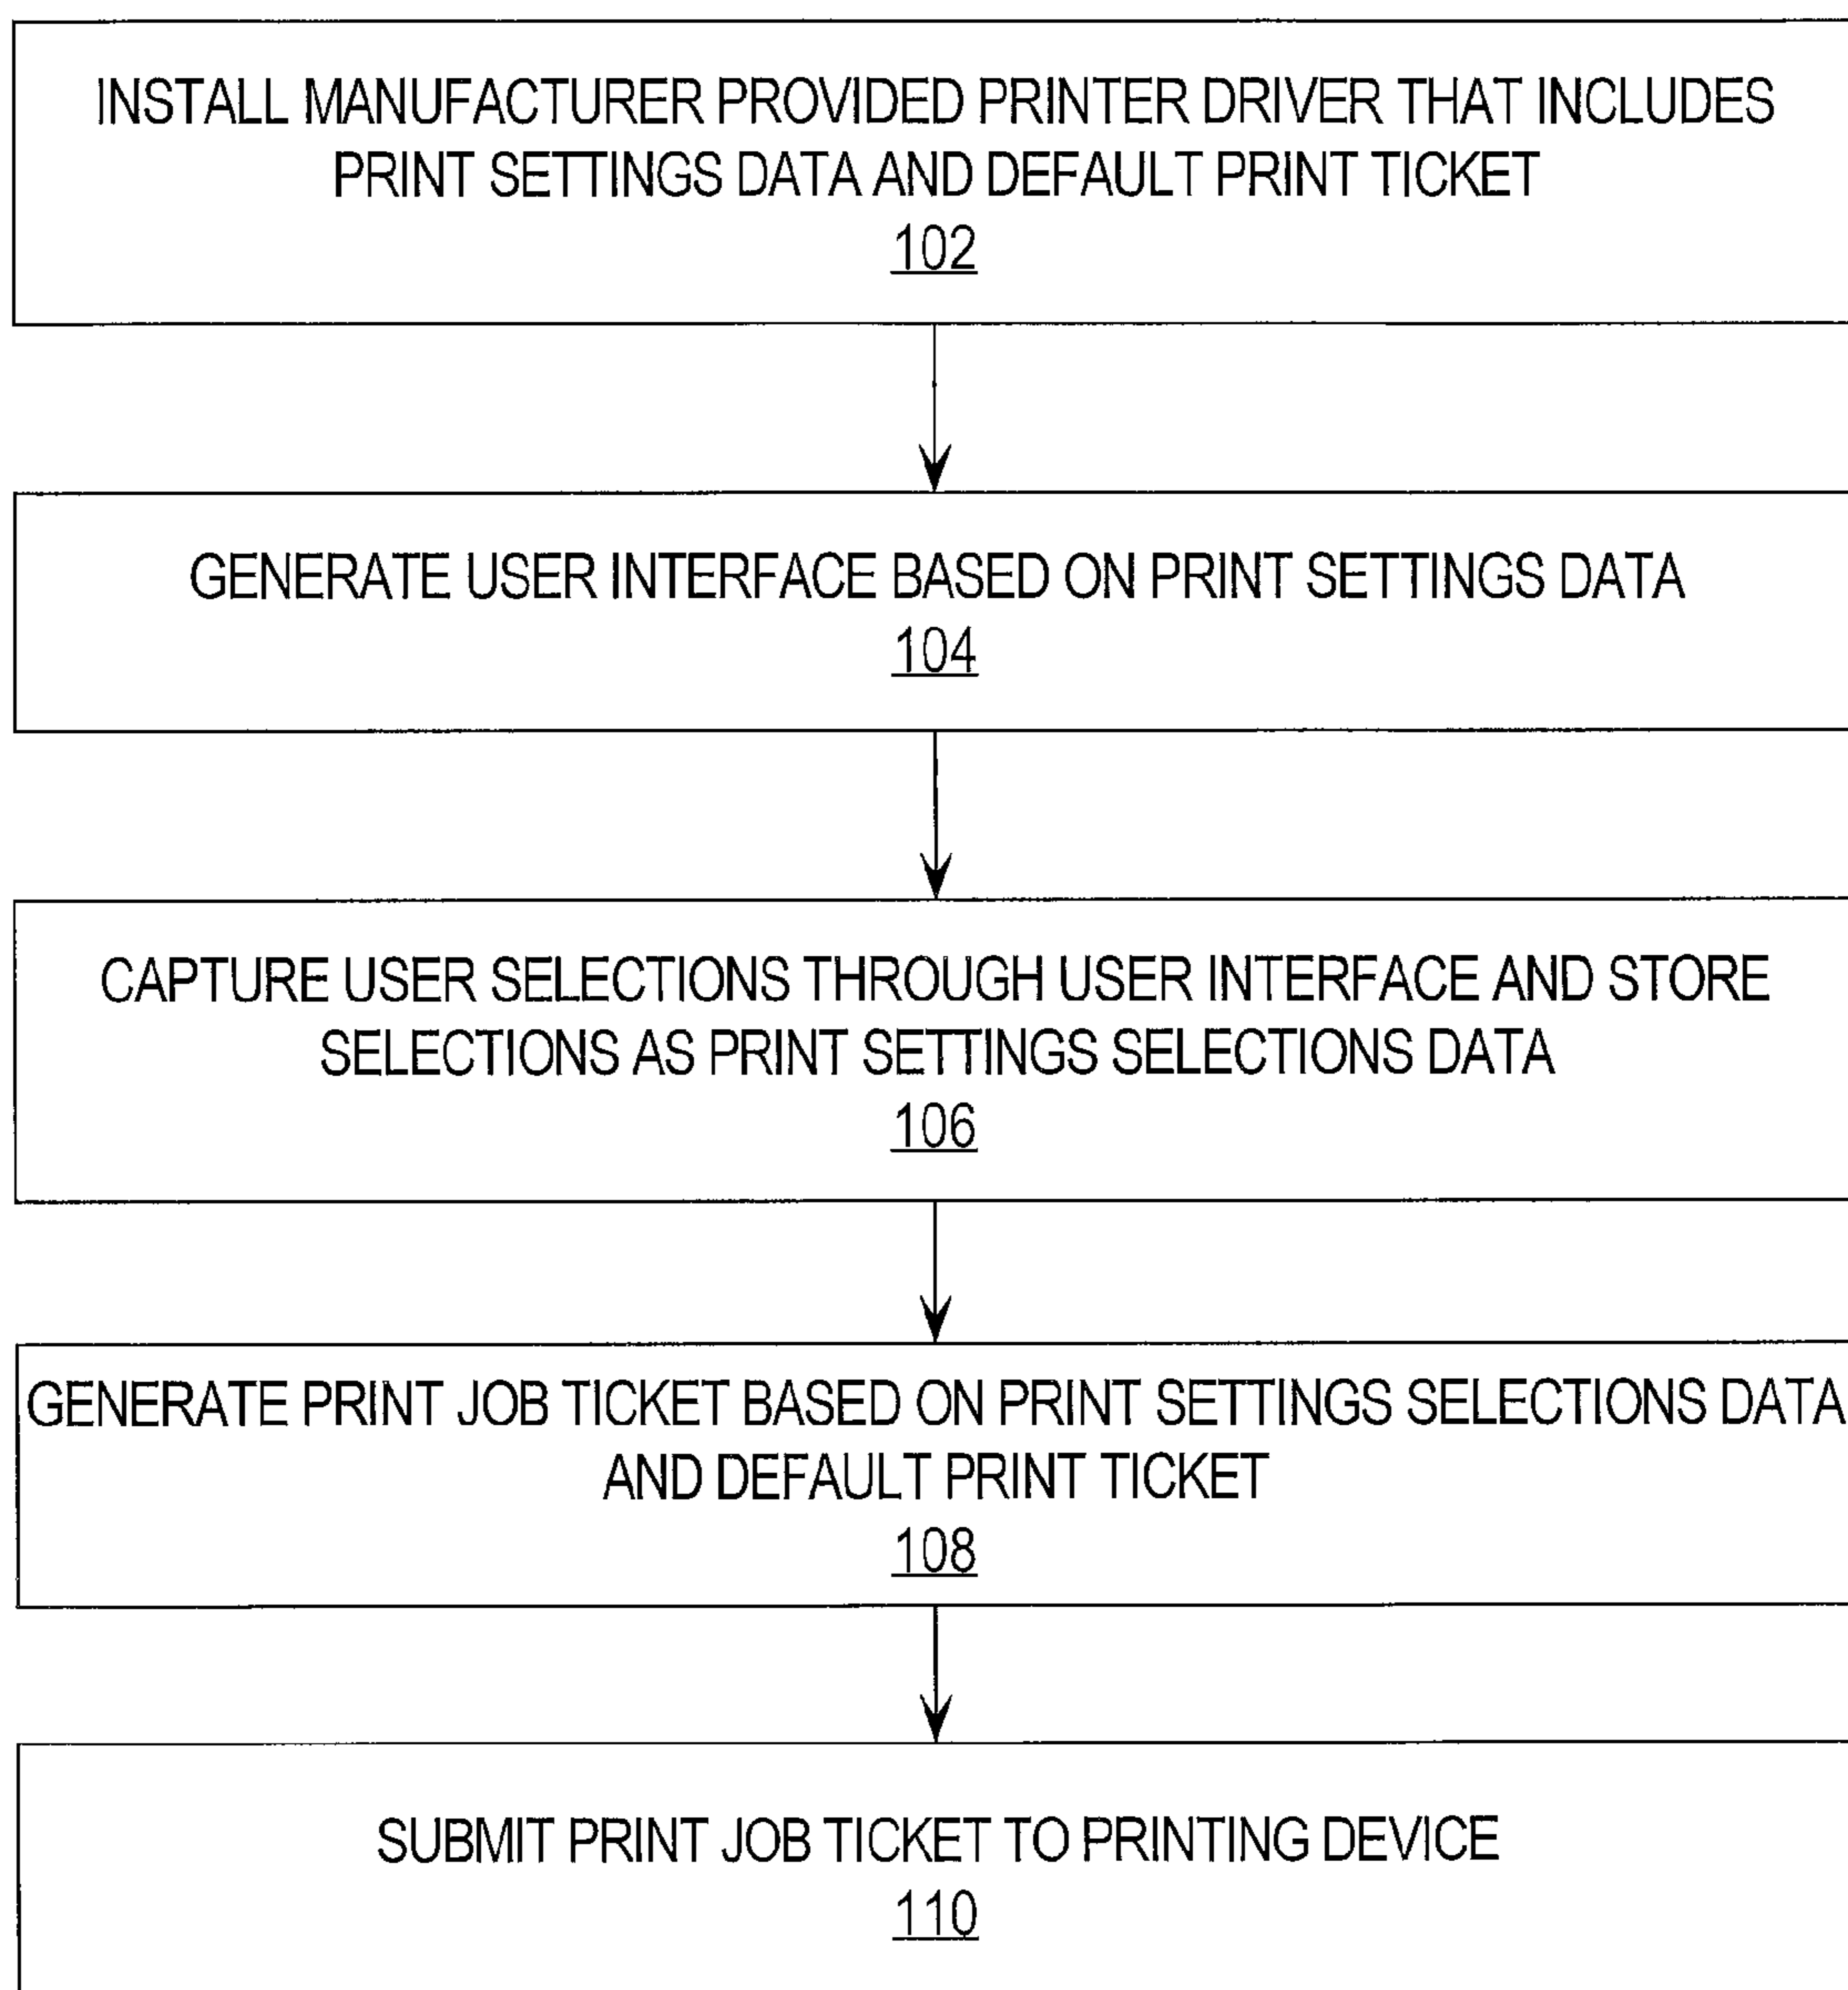 INSTALL MANUFACTURER PROVIDED PRINTER DRIVER THAT INCLUDES
PRINT SETTINGS DATA AND DEFAULT PRINT TICKET
102
GENERATE USER INTERFACE BASED ON PRINT SETTINGS DATA
104
CAPTURE USER SELECTIONS THROUGH USER INTERFACE AND STORE
SELECTIONS AS PRINT SETTINGS SELECTIONS DATA
106
GENERATE PRINT JOB TICKET BASED ON PRINT SETTINGS SELECTIONS DATA
AND DEFAULT PRINT TICKET
108
SUBMIT PRINT JOB TICKET TO PRINTING DEVICE
110